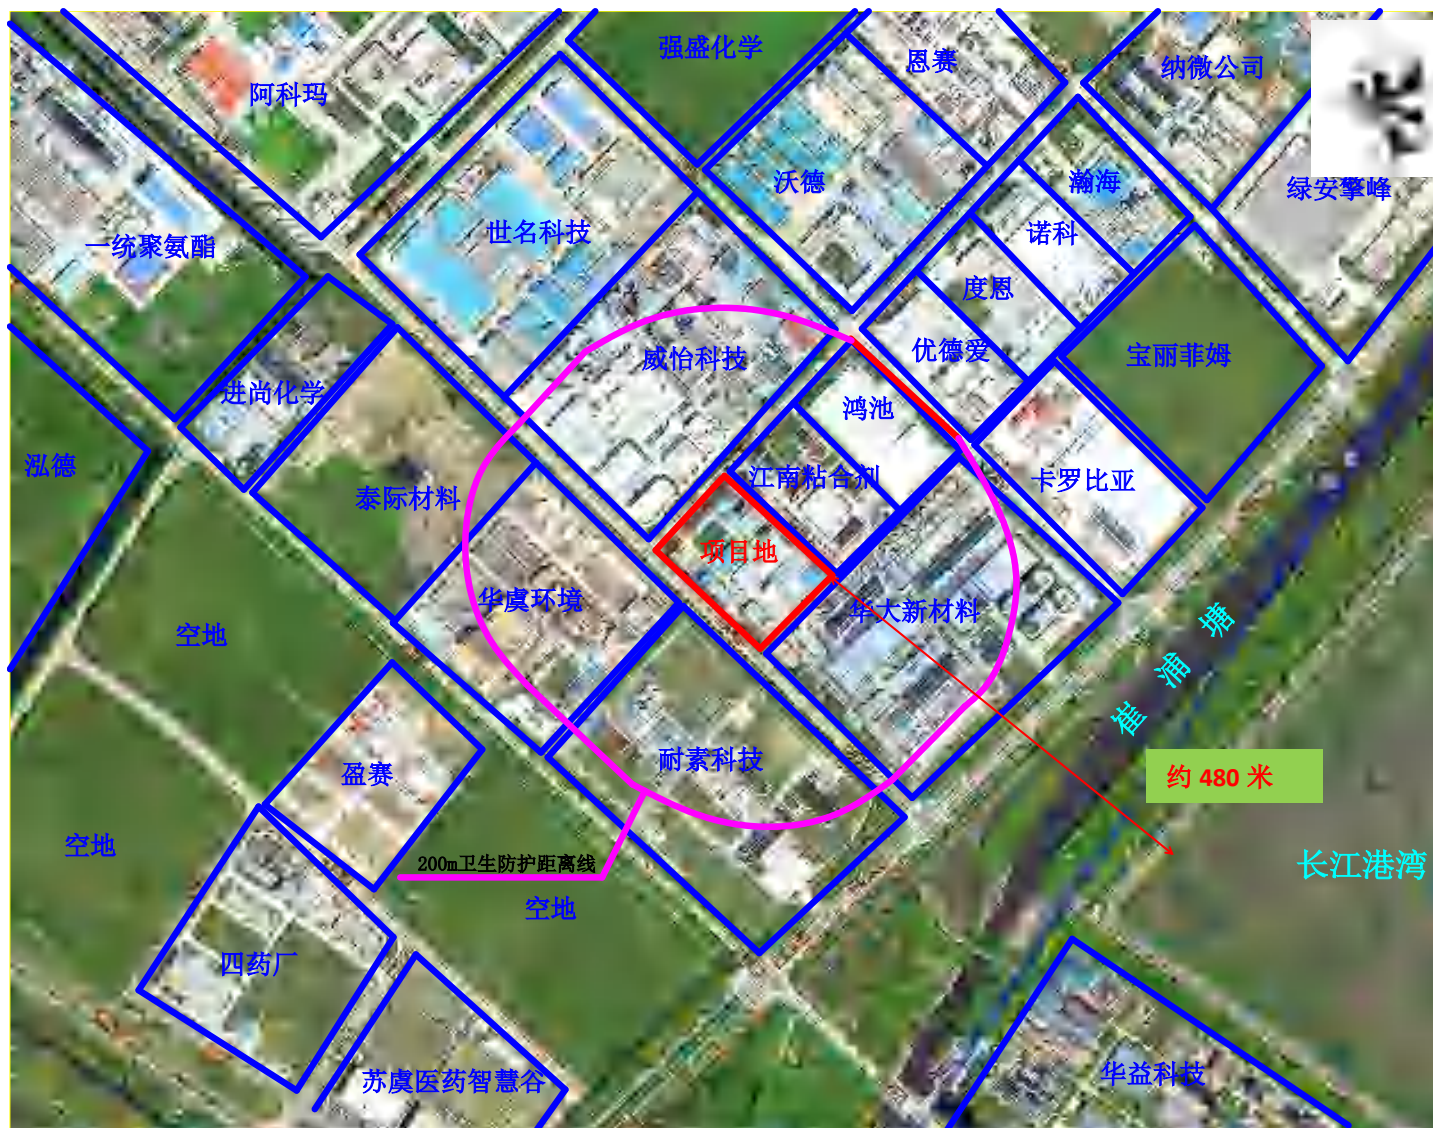 强盛化学
恩赛
纳微公司
阿科玛
沃德
瀚海
绿安擎峰
一统聚氨酯
世名科技
诺科
度恩
进尚化学
威怡科技
优德爱
宝丽菲姆
鸿池
泓德
泰际材料
江南粘合剂
卡罗比亚
项目地
华虞环境
华大新材料
空地
崔浦塘
盈赛
耐素科技
约 480 米
空地
200m卫生防护距离线
长江港湾
空地
四药厂
苏虞医药智慧谷
华益科技
北